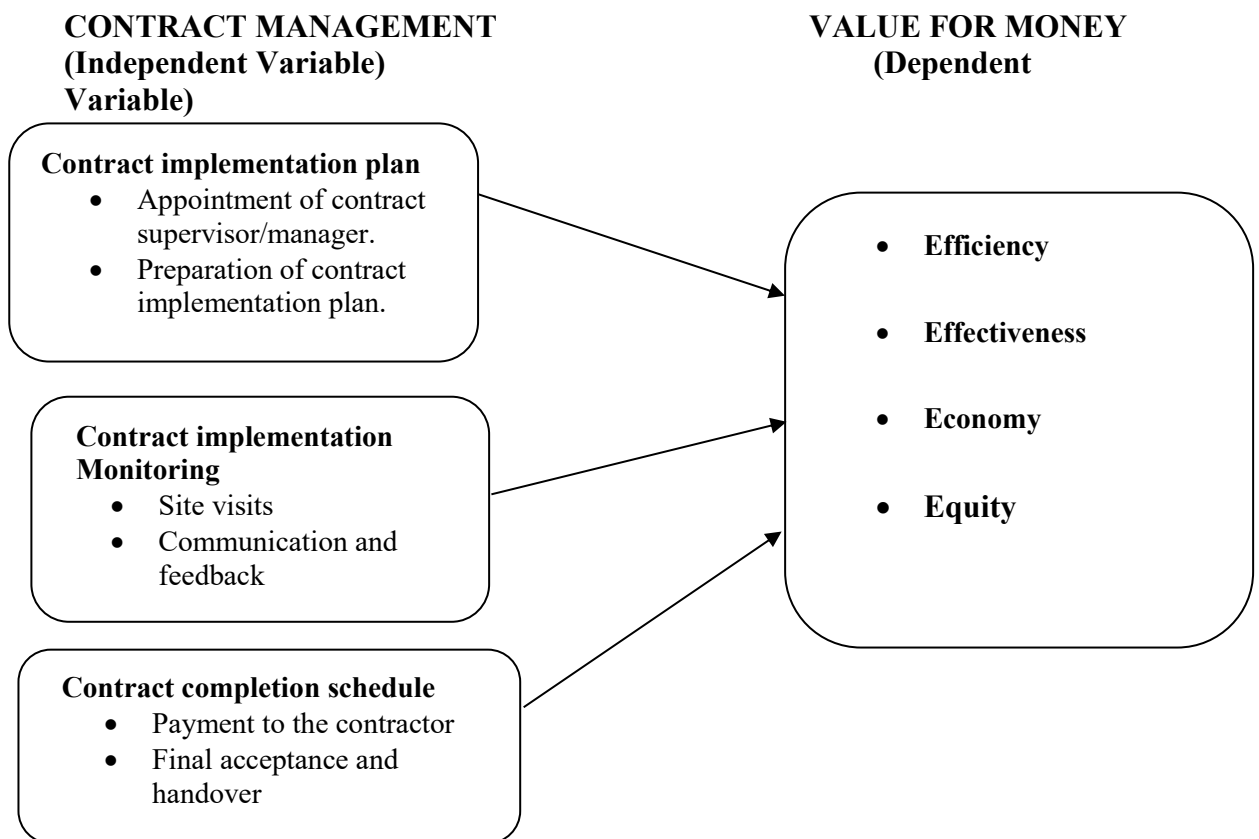 CONTRACT MANAGEMENT
(Independent Variable)
Variable)
VALUE FOR MONEY
(Dependent
Contract implementation plan
• Appointment of contract
supervisor/manager.
• Preparation of contract
implementation plan.
Contract implementation
Monitoring
• Site visits
• Communication and
feedback
Contract completion schedule
• Payment to the contractor
• Final acceptance and
handover
• Efficiency
• Effectiveness
• Economy
• Equity